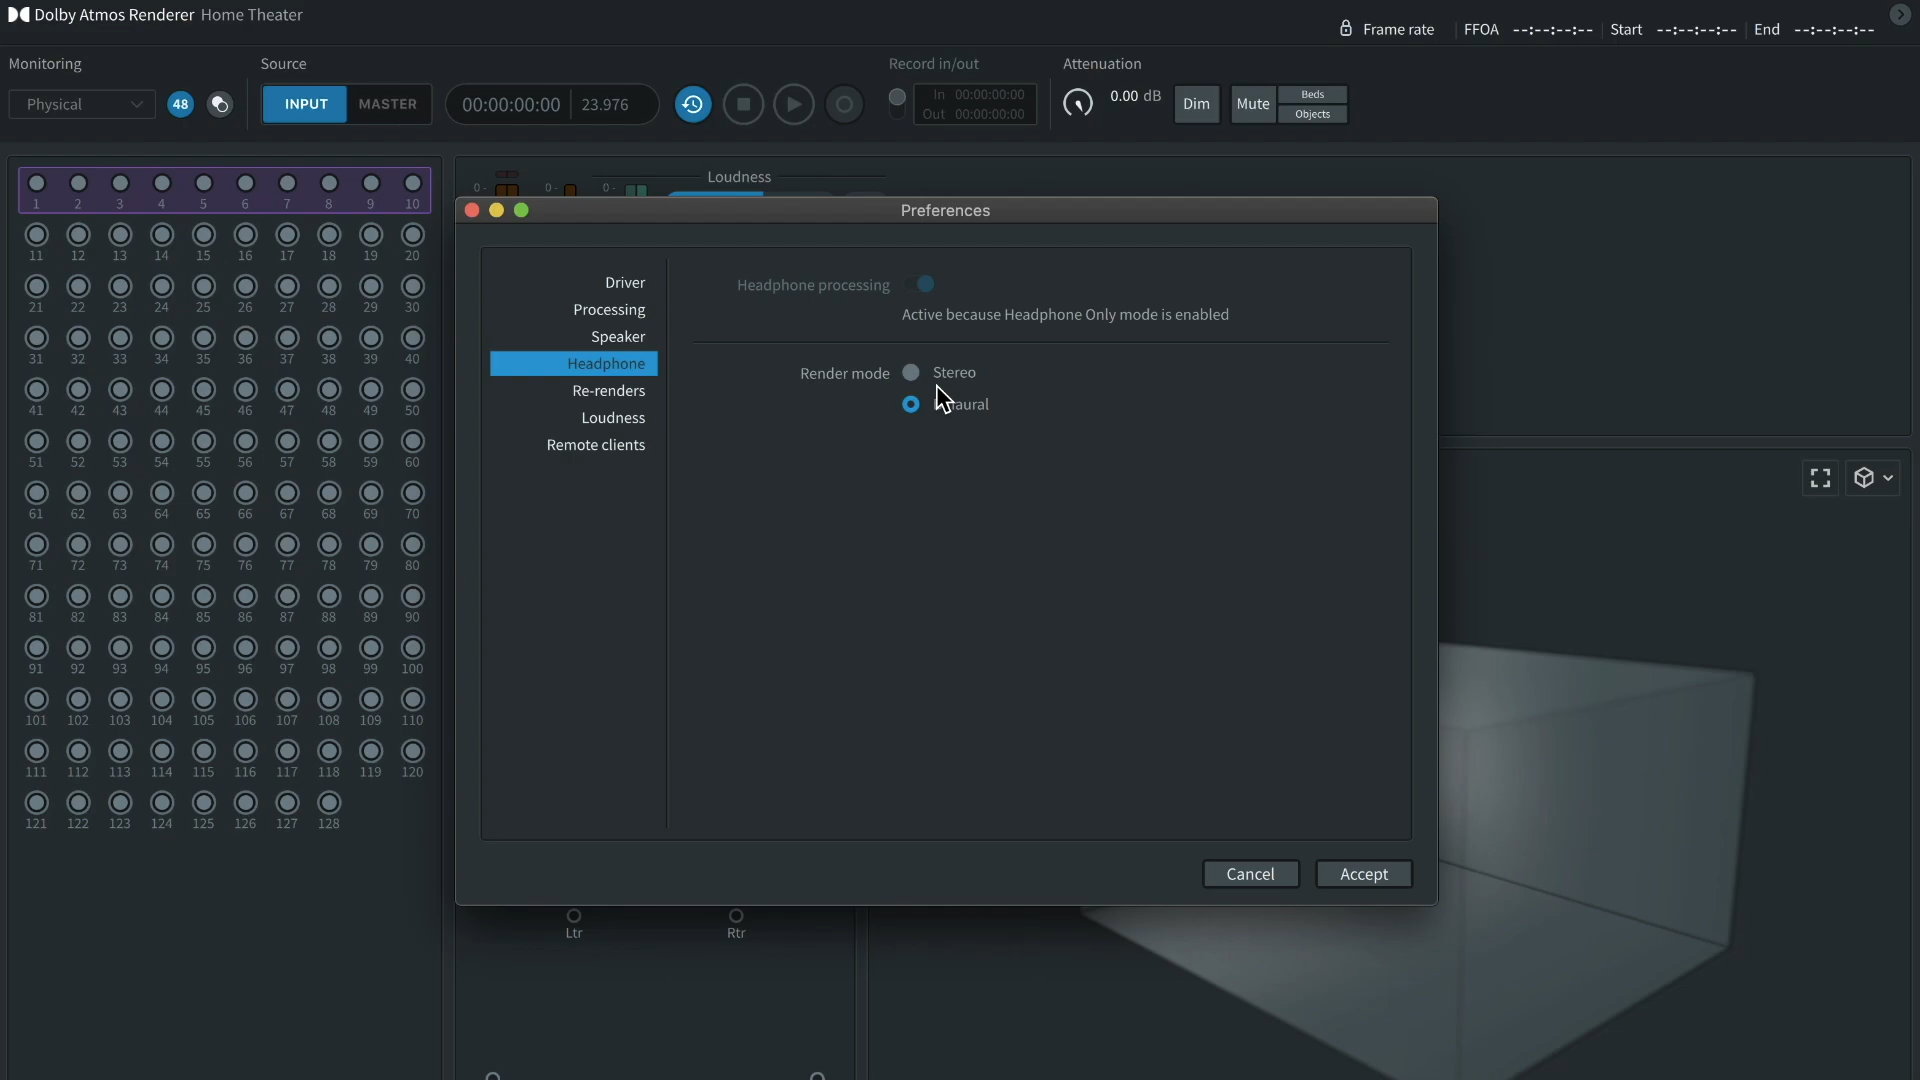 Dolby Atmos Renderer Home Theater
Frame rate FFOA --:--:--:-- Start --:--:--:-- End --:--:--:--
Monitoring Source Record in/out Attenuation
Physical 48 INPUT MASTER 00:00:00:00 23.976
In 00:00:00:00
Out 00:00:00:00
0.00 dB Dim Mute
Beds
Objects
1 2 3 4 5 6 7 8 9 10
11 12 13 14 15 16 17 18 19 20
21 22 23 24 25 26 27 28 29 30
31 32 33 34 35 36 37 38 39 40
41 42 43 44 45 46 47 48 49 50
51 52 53 54 55 56 57 58 59 60
61 62 63 64 65 66 67 68 69 70
71 72 73 74 75 76 77 78 79 80
81 82 83 84 85 86 87 88 89 90
91 92 93 94 95 96 97 98 99 100
101 102 103 104 105 106 107 108 109 110
111 112 113 114 115 116 117 118 119 120
121 122 123 124 125 126 127 128
Loudness
0 - 0 - 0 -
Preferences
Driver
Processing
Speaker
Headphone
Re-renders
Loudness
Remote clients
Headphone processing
Active because Headphone Only mode is enabled
Render mode Stereo
Cancel Accept
Ltr Rtr